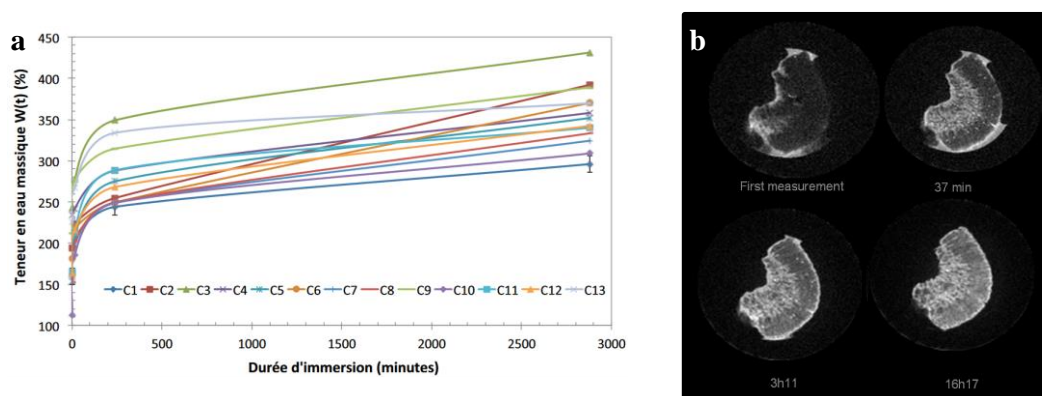 a
450
400
350
300
250
200
150
100
Teneur en eau massique W(t) (%)
C1 C2 C3 C4 C5 C6 C7 C8 C9 C10 C11 C12 C13
0 500 1000 1500 2000 2500 3000
Durée d'immersion (minutes)
b
First measurement
37 min
3h11
16h17